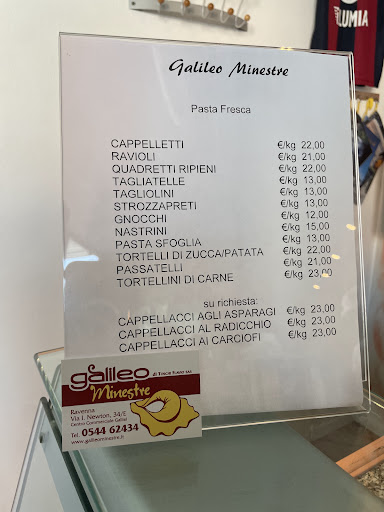 LUMIA
Galileo Minestre
Pasta Fresca
CAPPELLETTI €/kg 22,00
RAVIOLI €/kg 21,00
QUADRETTI RIPIENI €/kg 22,00
TAGLIATELLE €/kg 13,00
TAGLIOLINI €/kg 13,00
STROZZAPRETI €/kg 13,00
GNOCCHI €/kg 12,00
NASTRINI €/kg 15,00
PASTA SFOGLIA €/kg 13,00
TORTELLI DI ZUCCA/PATATA €/kg 22,00
PASSATELLI €/kg 21,00
TORTELLINI DI CARNE €/kg 23,00
su richiesta:
CAPPELLACCI AGLI ASPARAGI €/kg 23,00
CAPPELLACCI AL RADICCHIO €/kg 23,00
CAPPELLACCI AI CARCIOFI €/kg 23,00
galileo
Minestre
Ravenna
Via I. Newton, 34/E
Centro Commerciale Galilei
Tel. 0544 62434
www.galileominestre.it